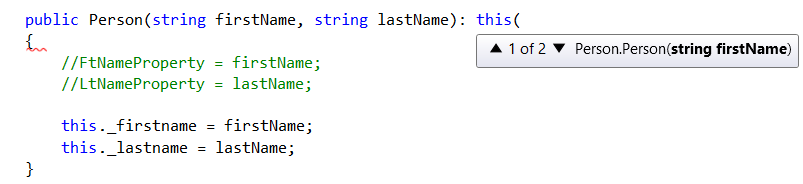 public Person(string firstName, string lastName): this(
{
▲ 1 of 2 ▼ Person.Person(string firstName)
//FtNameProperty = firstName;
//LtNameProperty = lastName;
this._firstname = firstName;
this._lastname = lastName;
}